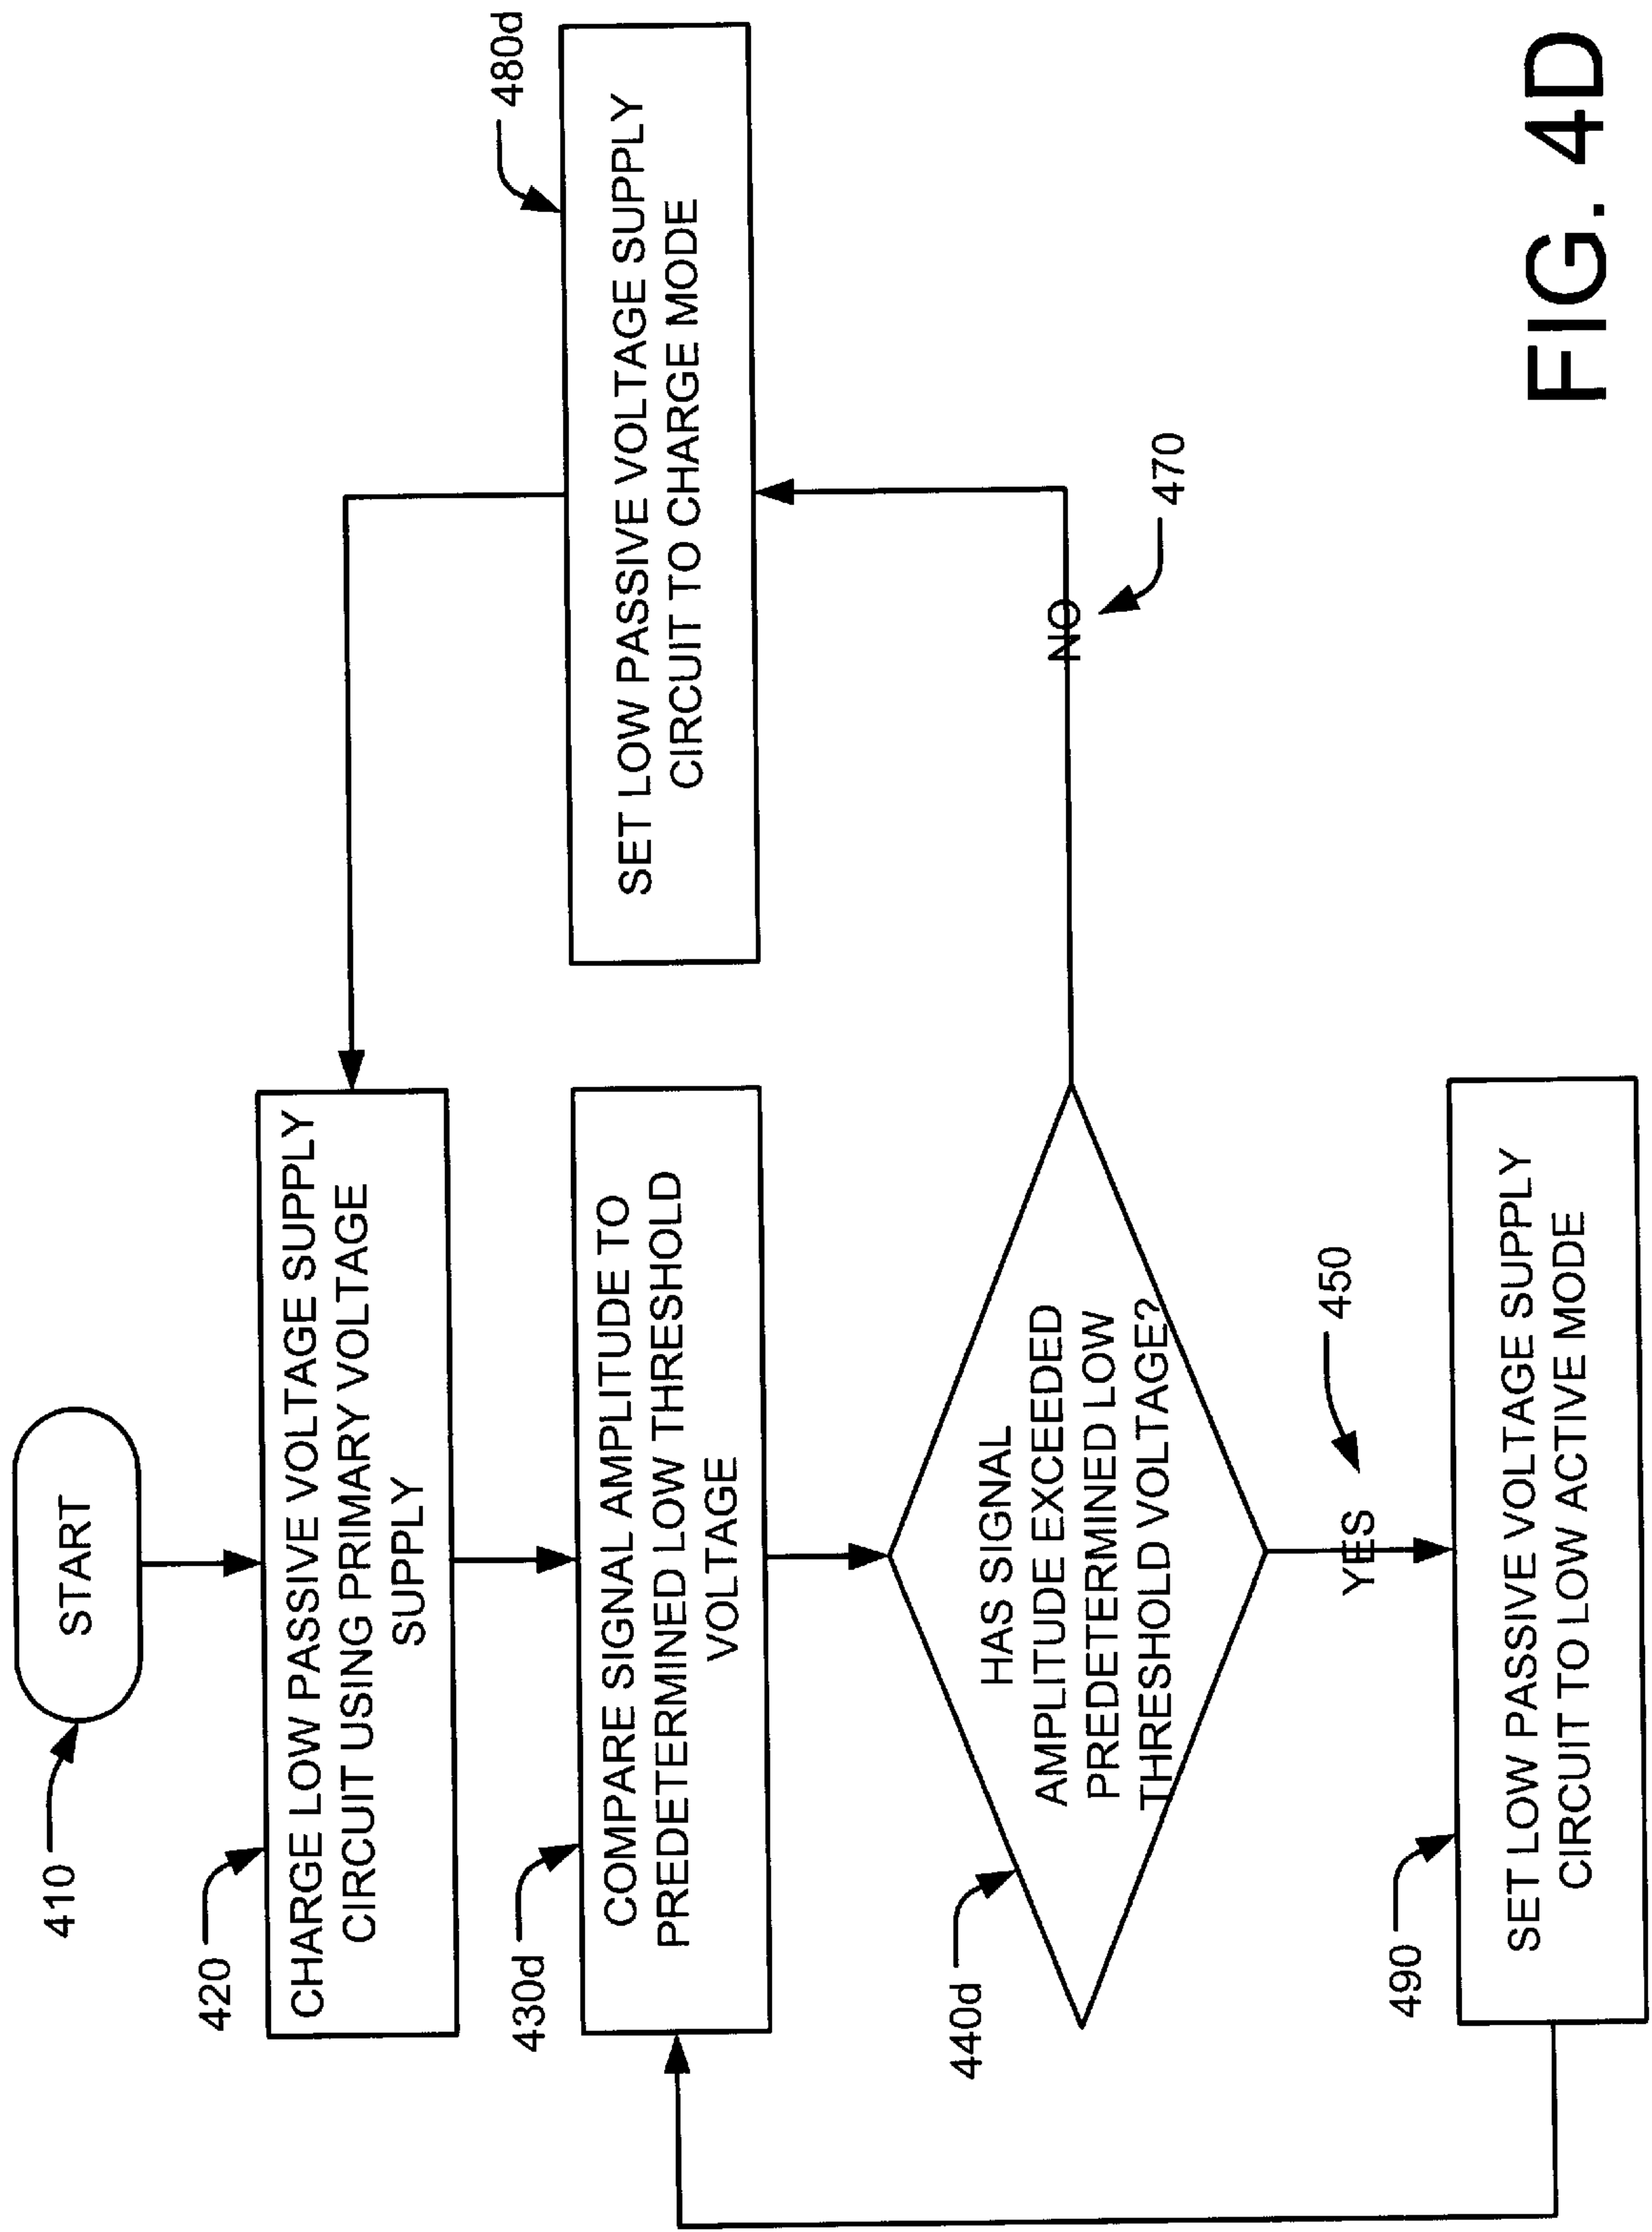 410
START
420
CHARGE LOW PASSIVE VOLTAGE SUPPLY
CIRCUIT USING PRIMARY VOLTAGE
SUPPLY
430d
COMPARE SIGNAL AMPLITUDE TO
PREDETERMINED LOW THRESHOLD
VOLTAGE
480d
SET LOW PASSIVE VOLTAGE SUPPLY
CIRCUIT TO CHARGE MODE
440d
HAS SIGNAL
AMPLITUDE EXCEEDED
PREDETERMINED LOW
THRESHOLD VOLTAGE?
NO
470
YES
450
490
SET LOW PASSIVE VOLTAGE SUPPLY
CIRCUIT TO LOW ACTIVE MODE
FIG. 4D